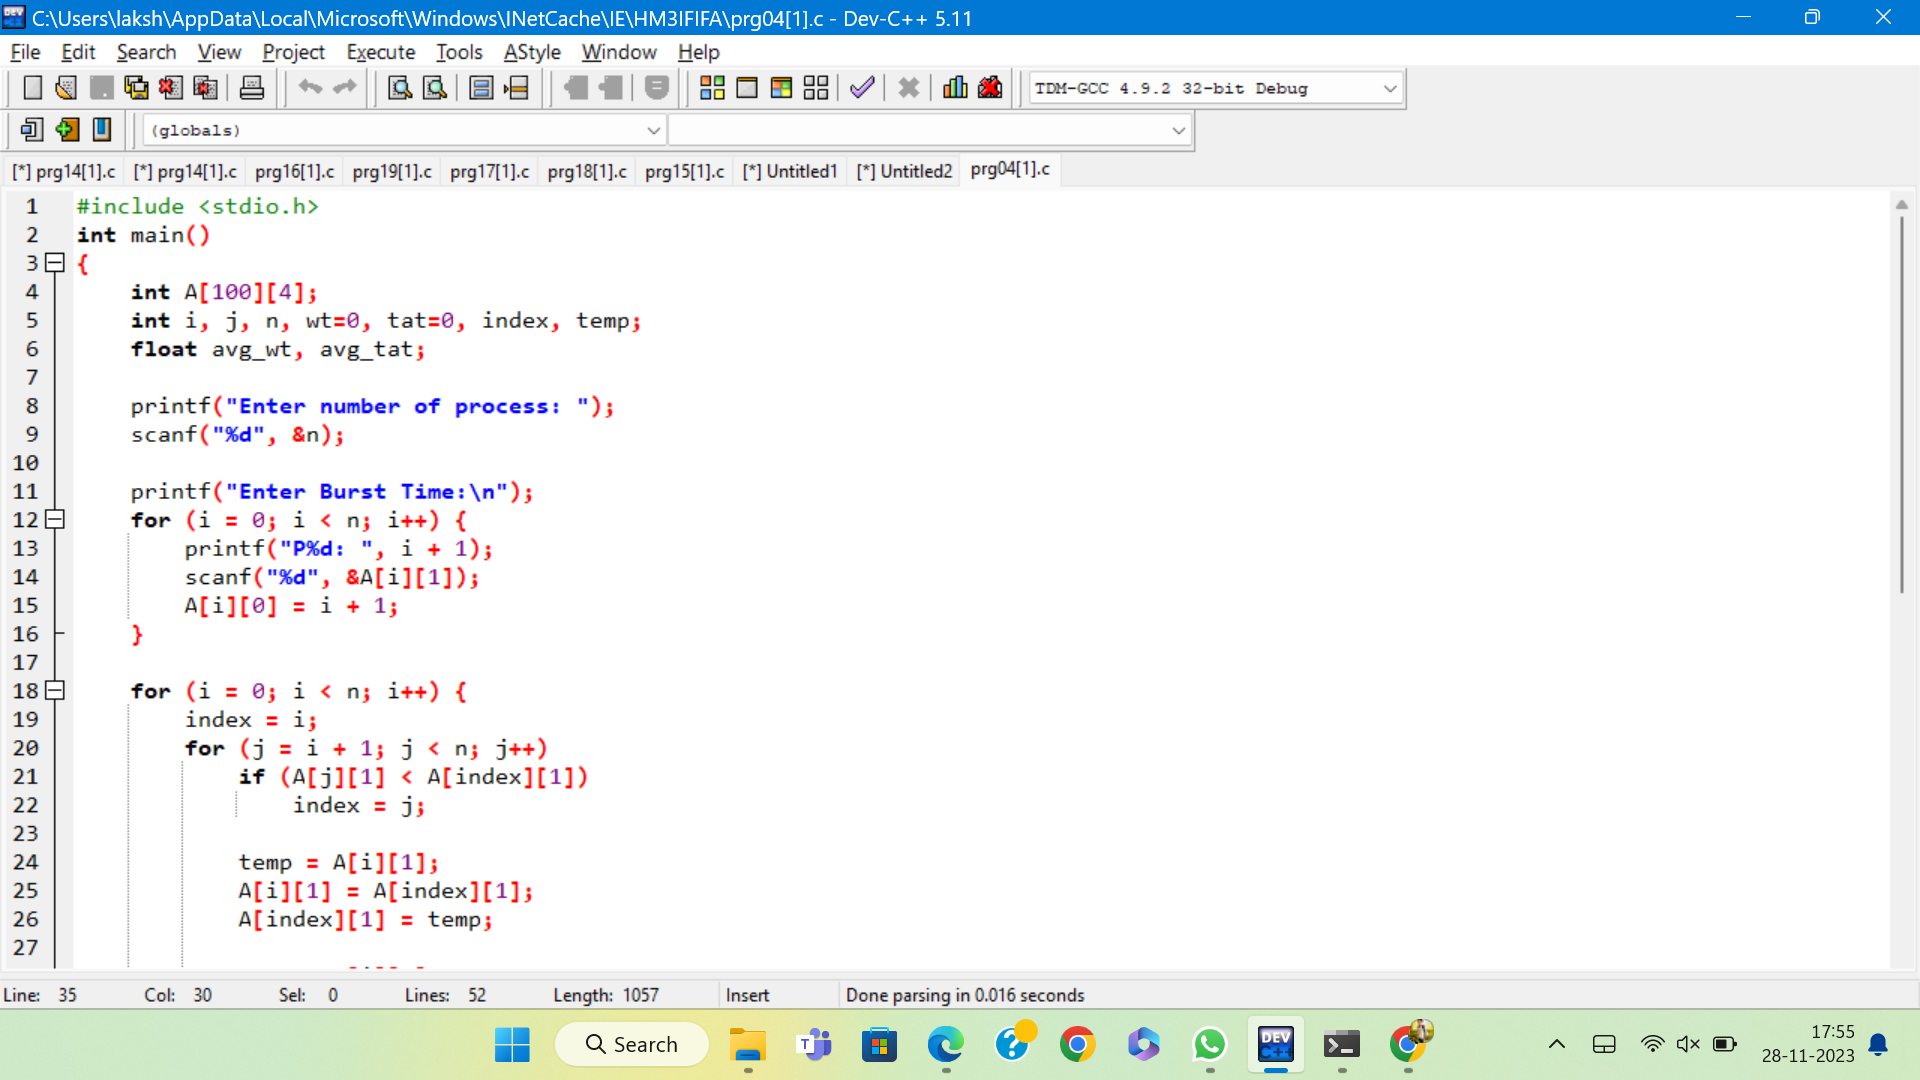 C:\Users\laksh\AppData\Local\Microsoft\Windows\INetCache\IE\HM3IFIFA\prg04[1].c - Dev-C++ 5.11
File Edit Search View Project Execute Tools AStyle Window Help
TDM-GCC 4.9.2 32-bit Debug
(globals)
[*] prg14[1].c [*] prg14[1].c prg16[1].c prg19[1].c prg17[1].c prg18[1].c prg15[1].c [*] Untitled1 [*] Untitled2 prg04[1].c
1 #include <stdio.h>
2 int main()
3 {
4 int A[100][4];
5 int i, j, n, wt=0, tat=0, index, temp;
6 float avg_wt, avg_tat;
7
8 printf("Enter number of process: ");
9 scanf("%d", &n);
10
11 printf("Enter Burst Time:\n");
12 for (i = 0; i < n; i++) {
13 printf("P%d: ", i + 1);
14 scanf("%d", &A[i][1]);
15 A[i][0] = i + 1;
16 }
17
18 for (i = 0; i < n; i++) {
19 index = i;
20 for (j = i + 1; j < n; j++)
21 if (A[j][1] < A[index][1])
22 index = j;
23
24 temp = A[i][1];
25 A[i][1] = A[index][1];
26 A[index][1] = temp;
27
Line: 35 Col: 30 Sel: 0 Lines: 52 Length: 1057 Insert Done parsing in 0.016 seconds
Search
DEV C++
17:55
28-11-2023